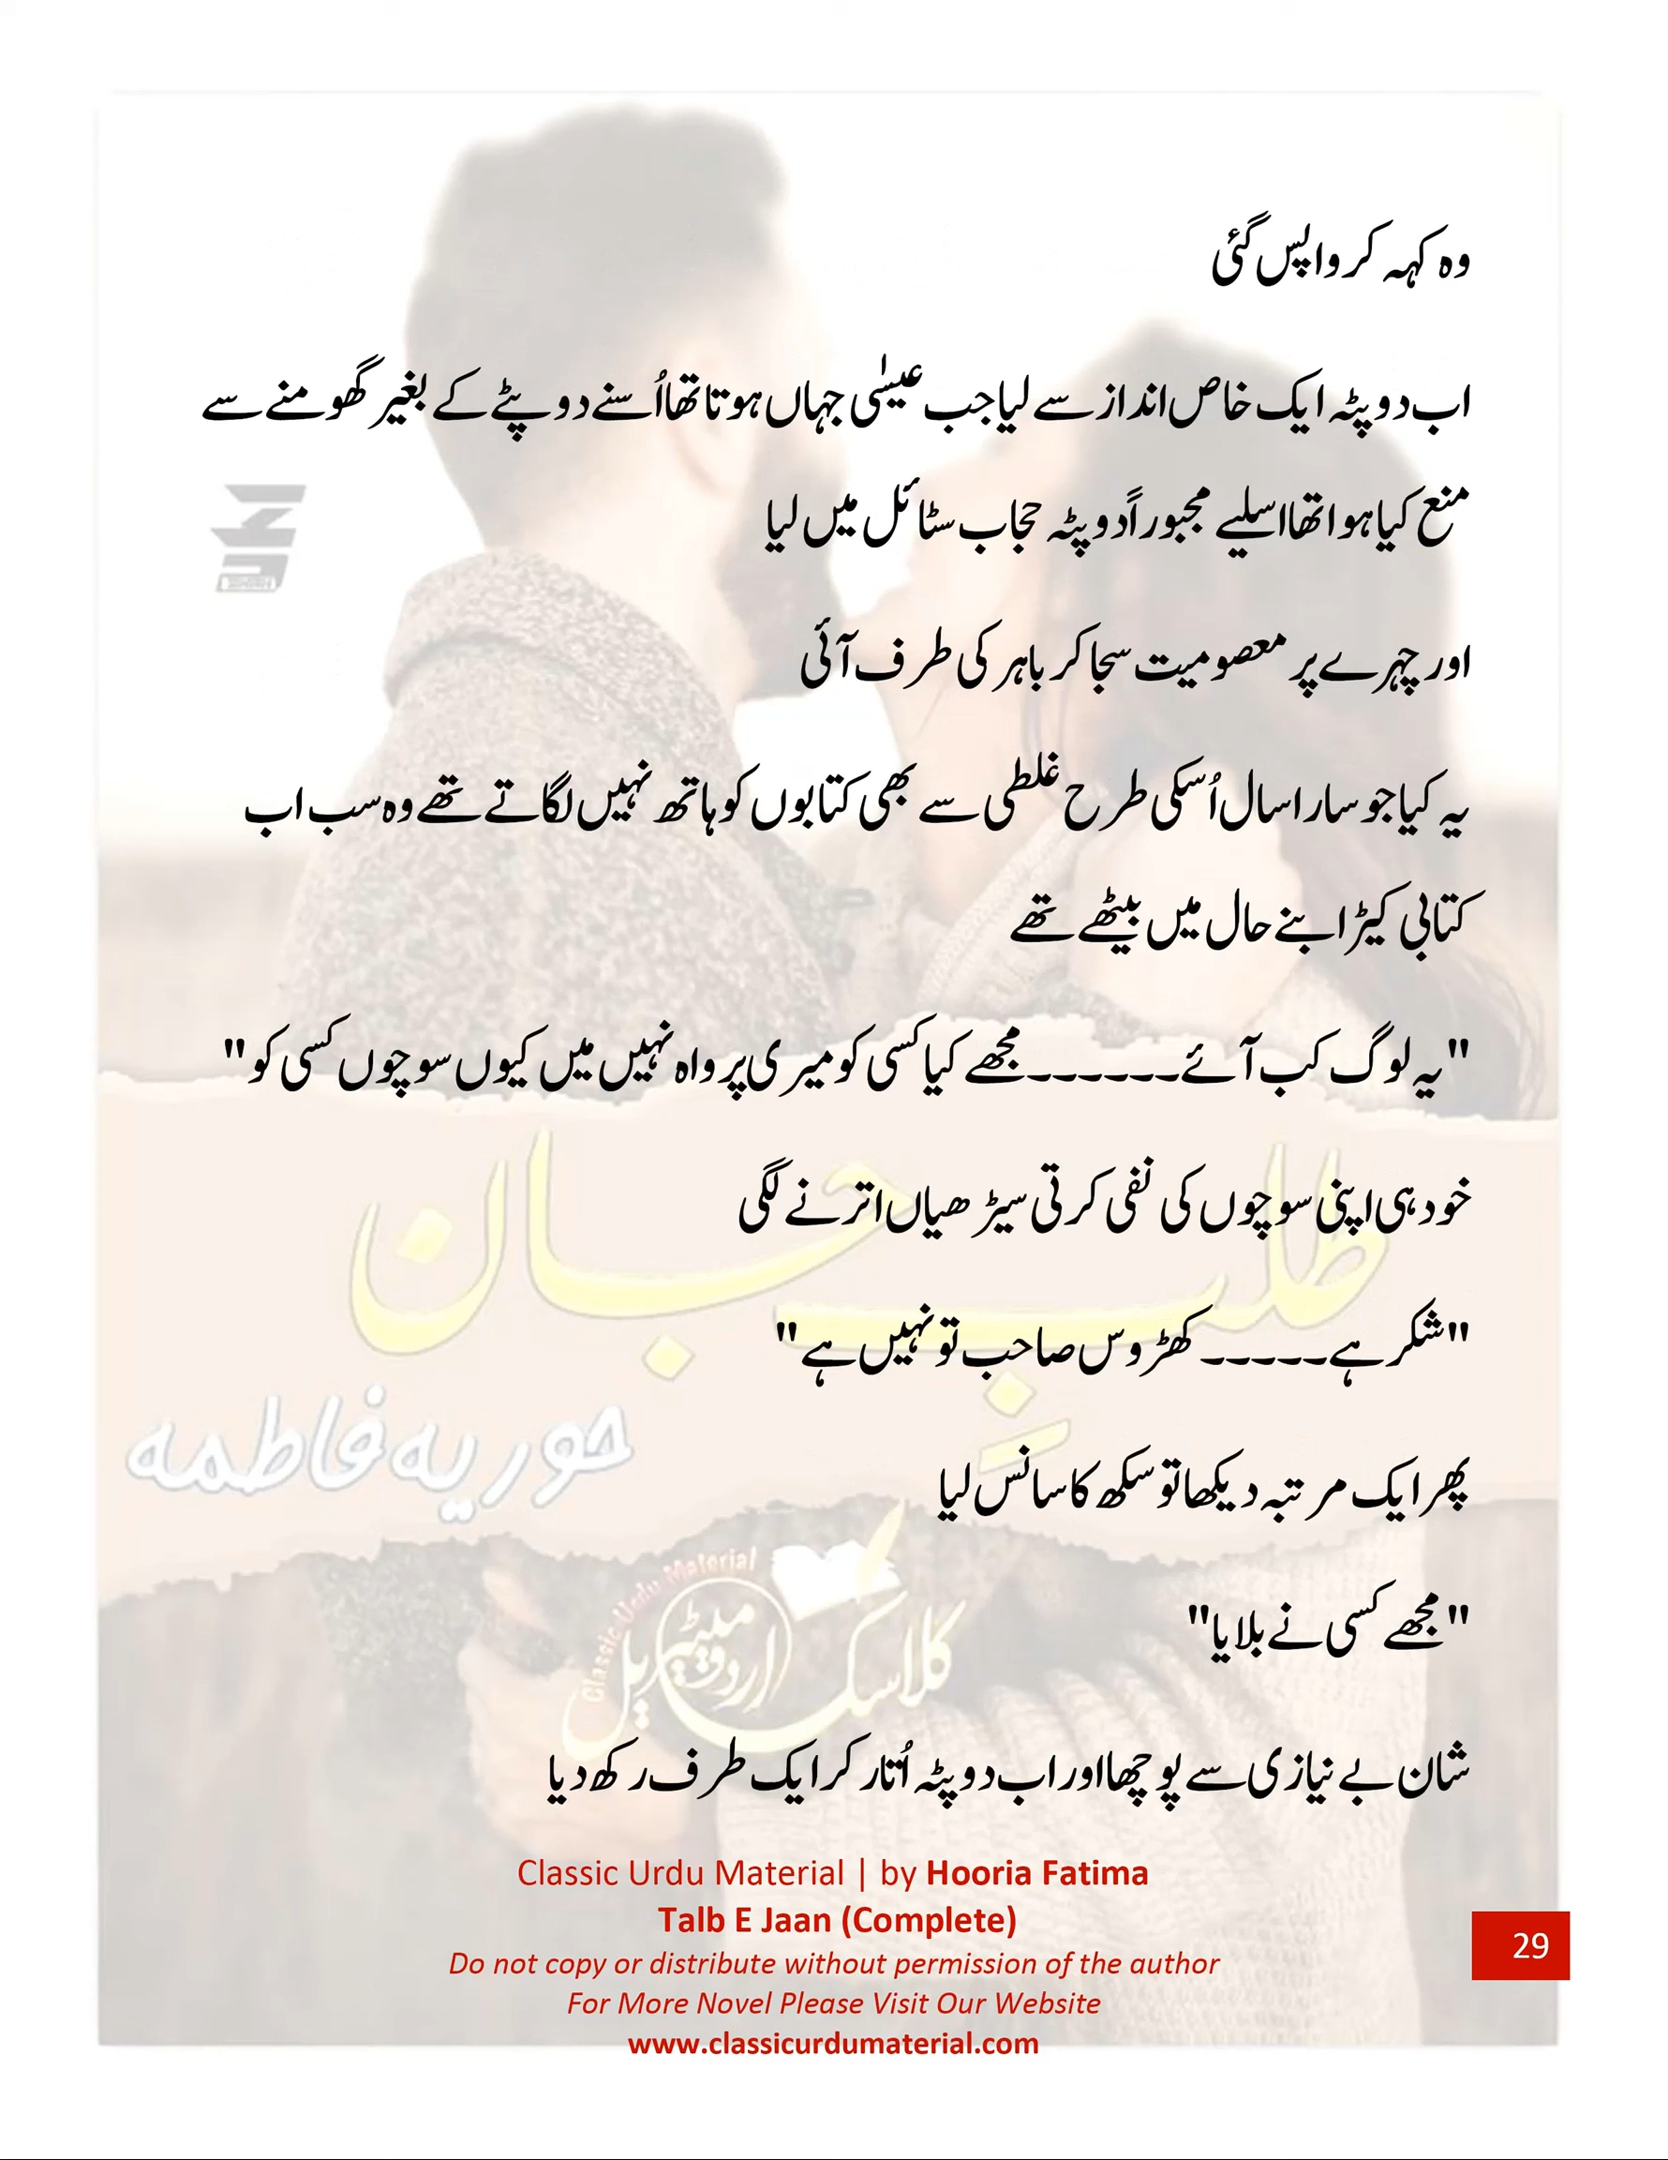 وہ کہہ کر واپس گئی
اب دوپٹہ ایک خاص انداز سے لیا جب عیسٰی جہاں ہوتا تھا اُسنے دوپٹے کے بغیر گھومنے سے
منع کیا ہوا تھا اسلیے مجبوراً دوپٹہ حجاب سٹائل میں لیا
اور چہرے پر معصومیت سجا کر باہر کی طرف آئی
یہ کیا جو سارا سال اُسکی طرح غلطی سے بھی کتابوں کو ہاتھ نہیں لگاتے تھے وہ سب اب
کتابی کیڑا بنے حال میں بیٹھے تھے
"یہ لوگ کب آئے۔۔۔۔۔۔۔ مجھے کیا کسی کو میری پرواہ نہیں میں کیوں سوچوں کسی کو"
طلبِ جان
خود ہی اپنی سوچوں کی نفی کرتی سیڑھیاں اترنے لگی
"شکر ہے۔۔۔۔۔ کھڑوس صاحب تو نہیں ہے"
حوریہ فاطمہ
پھر ایک مرتبہ دیکھا تو سکھ کا سانس لیا
Classic Urdu Material
"مجھے کسی نے بلایا"
کلاسک اردو میٹیریل
شان بے نیازی سے پوچھا اور اب دوپٹہ اُتار کر ایک طرف رکھ دیا
Classic Urdu Material | by Hooria Fatima
Talb E Jaan (Complete)
Do not copy or distribute without permission of the author
29
For More Novel Please Visit Our Website
www.classicurdumaterial.com